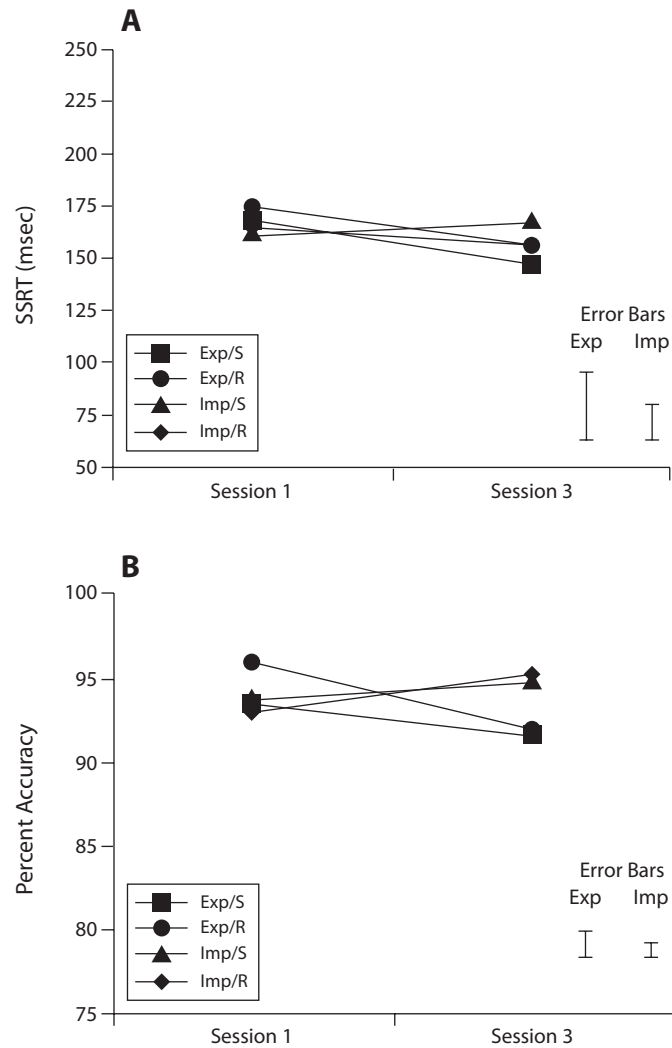 A
250
225
200
175
150
125
100
75
50
SSRT (msec)
Exp/S
Exp/R
Imp/S
Imp/R
Error Bars
Exp Imp
Session 1 Session 3
B
100
95
90
85
80
75
Percent Accuracy
Exp/S
Exp/R
Imp/S
Imp/R
Error Bars
Exp Imp
Session 1 Session 3